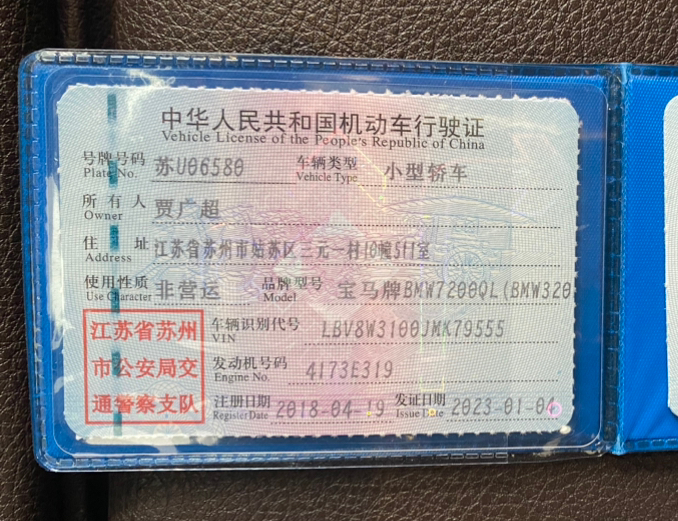 中华人民共和国机动车行驶证
Vehicle License of the People's Republic of China
号牌号码 苏U06580 车辆类型 小型轿车
Plate No. Vehicle Type
所有人 贾广超
Owner
住址 江苏省苏州市姑苏区三元一村10幢511室
Address
使用性质 非营运 品牌型号 宝马牌BMW7200QL(BMW320
Use Character Model
江苏省苏州 车辆识别代号 LBV8W3100JMK79555
VIN
市公安局交 发动机号码 4173E319
Engine No.
通警察支队 注册日期 2018-04-19 发证日期 2023-01-06
Register Date Issue Date